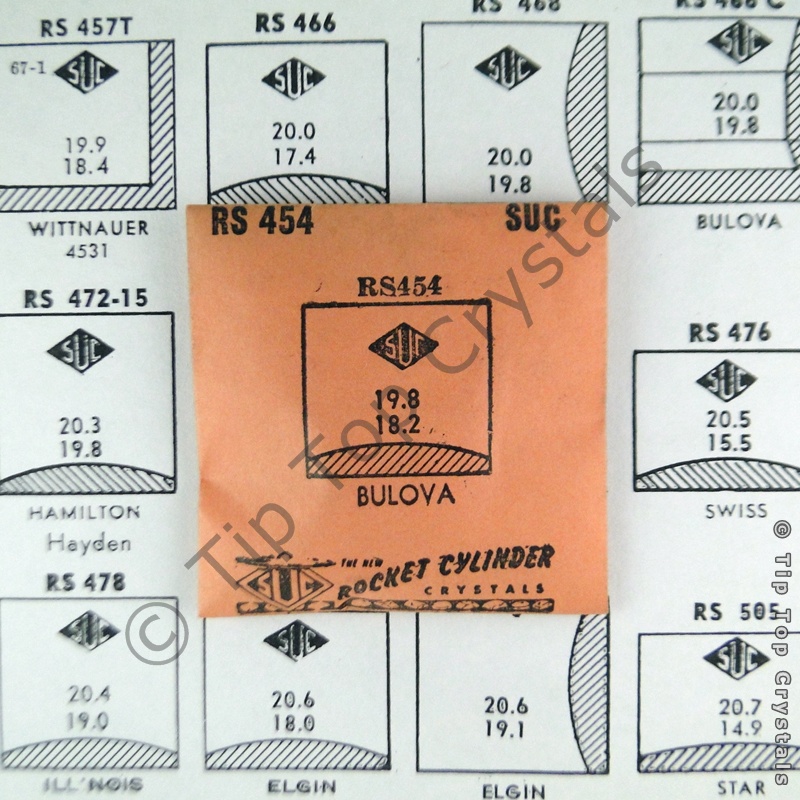 RS 457T
67-1 SUC
19.9
18.4
WITTNAUER
4531
RS 466
SUC
20.0
17.4
RS 468
SUC
20.0
19.8
RS 466 C
SUC
20.0
19.8
BULOVA
RS 454 SUC
RS454
SUC
19.8
18.2
BULOVA
SUC THE NEW ROCKET CYLINDER
CRYSTALS
RS 472-15
SUC
20.3
19.8
HAMILTON
Hayden
RS 476
SUC
20.5
15.5
SWISS
RS 478
SUC
20.4
19.0
ILLINOIS
SUC
20.6
18.0
ELGIN
20.6
19.1
ELGIN
RS 505
SUC
20.7
14.9
STAR
© Tip Top Crystals
© Tip Top Crystals